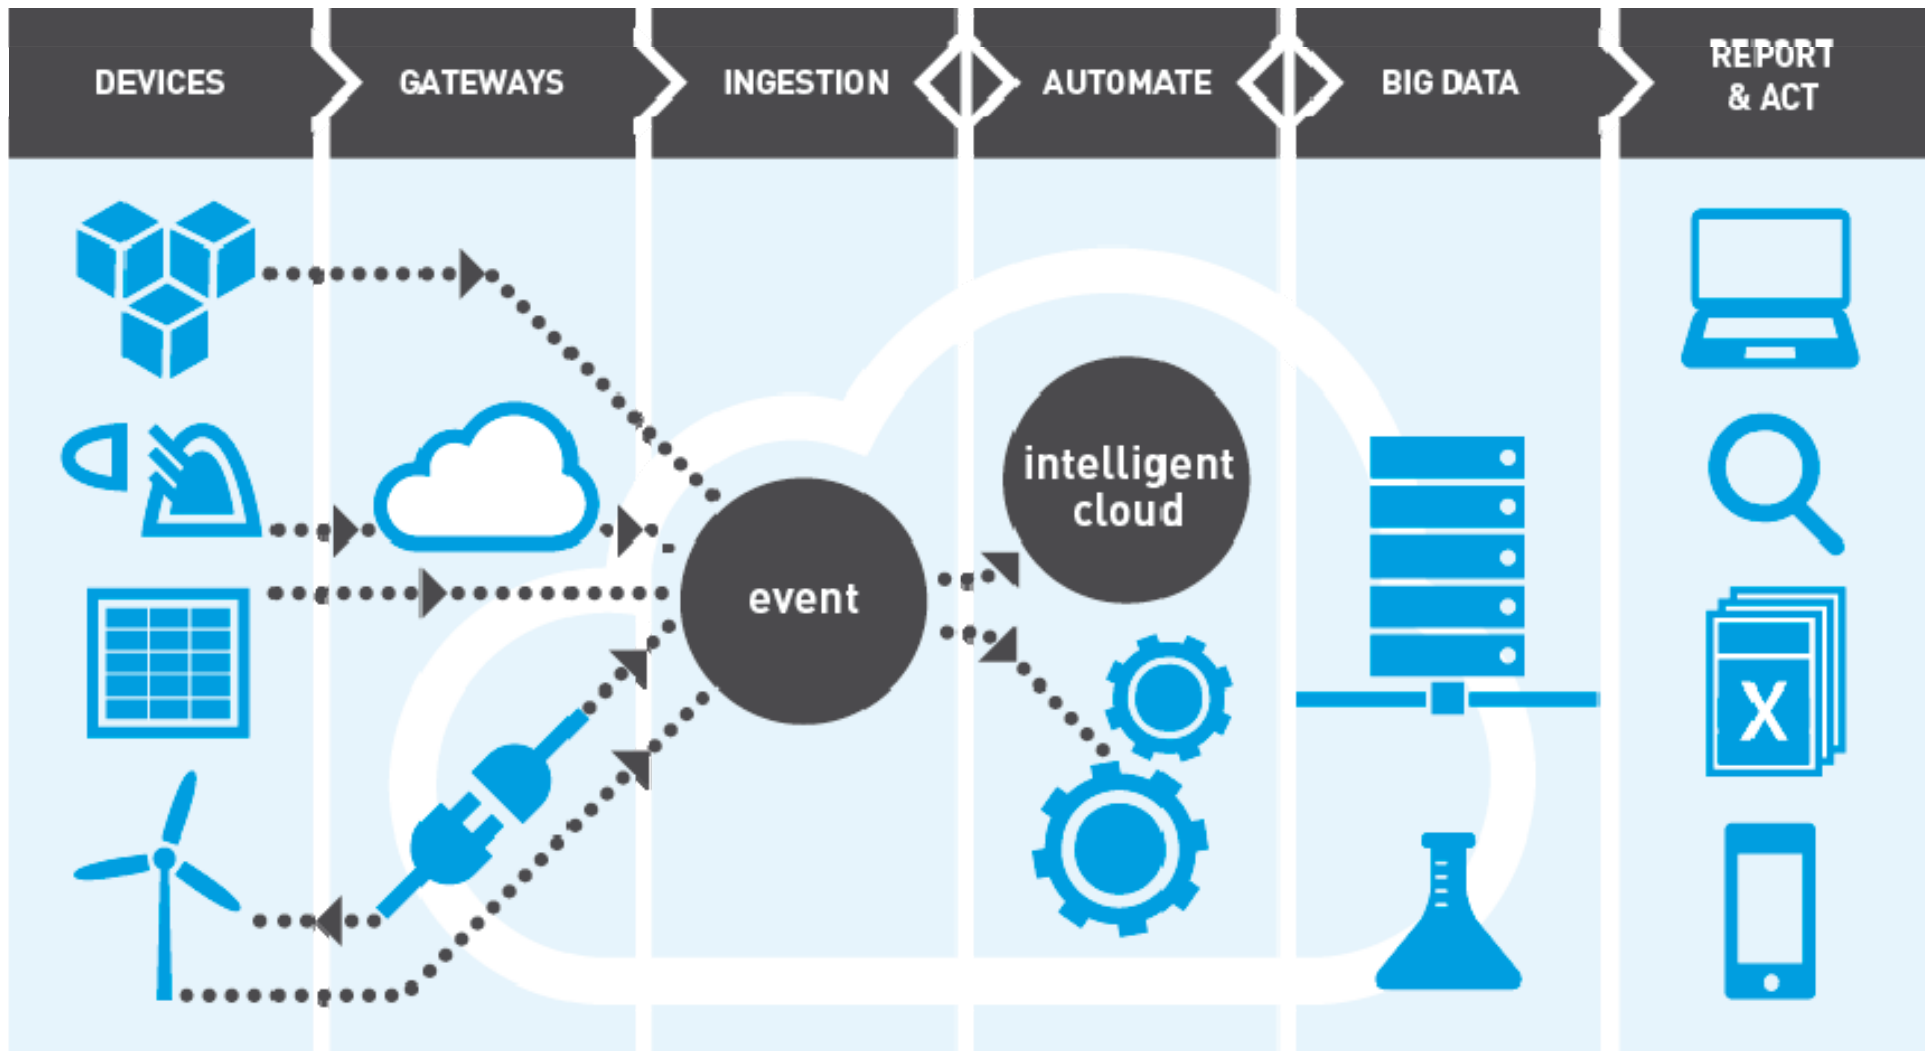 DEVICES
GATEWAYS
INGESTION
AUTOMATE
BIG DATA
REPORT
& ACT
intelligent
cloud
event
X